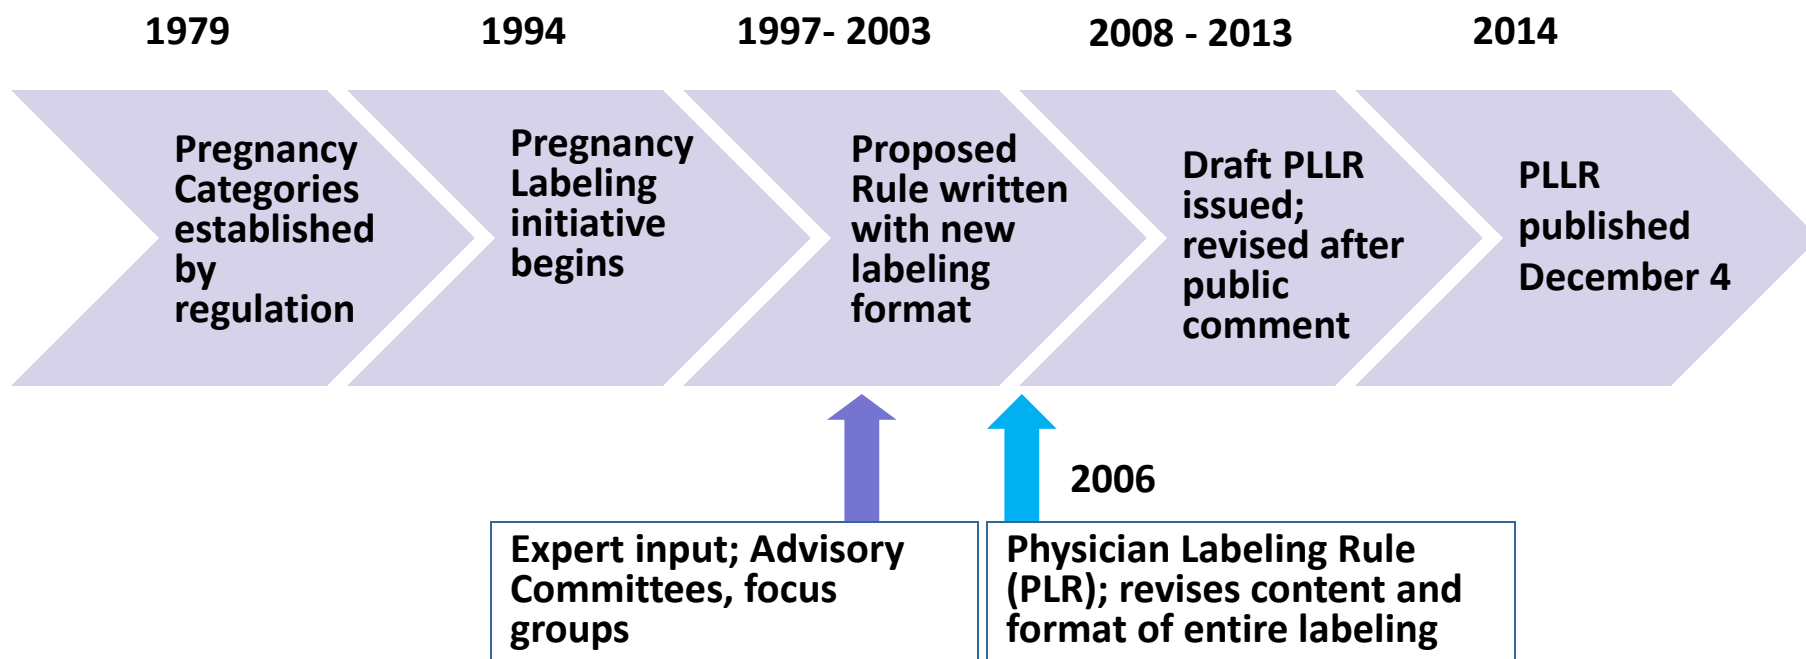 1979
1994
1997- 2003
2008 - 2013
2014
Pregnancy
Categories
established
by
regulation
Pregnancy
Labeling
initiative
begins
Proposed
Rule written
with new
labeling
format
Draft PLLR
issued;
revised after
public
comment
PLLR
published
December 4
2006
Expert input; Advisory
Committees, focus
groups
Physician Labeling Rule
(PLR); revises content and
format of entire labeling